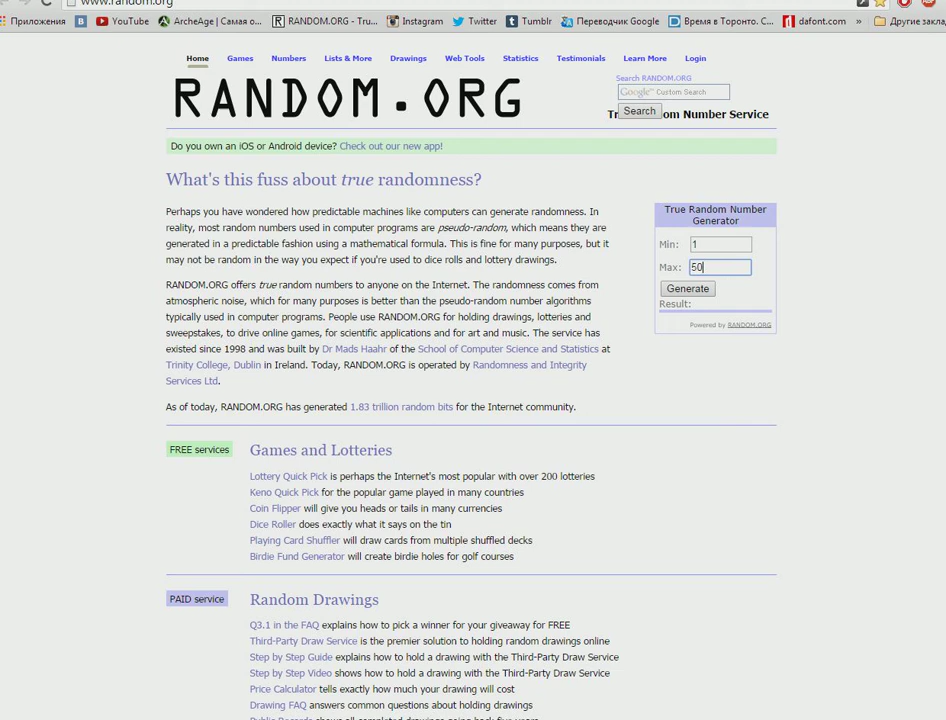 www.random.org
Приложения YouTube ArcheAge | Самая о... RANDOM.ORG - Tru... Instagram Twitter Tumblr Переводчик Google Время в Торонто. С... dafont.com » Другие закла
Home Games Numbers Lists & More Drawings Web Tools Statistics Testimonials Learn More Login
RANDOM.ORG
Search RANDOM.ORG
Google™ Custom Search
Search
Tr om Number Service
Do you own an iOS or Android device? Check out our new app!
What's this fuss about true randomness?
Perhaps you have wondered how predictable machines like computers can generate randomness. In
reality, most random numbers used in computer programs are pseudo-random, which means they are
generated in a predictable fashion using a mathematical formula. This is fine for many purposes, but it
may not be random in the way you expect if you're used to dice rolls and lottery drawings.
RANDOM.ORG offers true random numbers to anyone on the Internet. The randomness comes from
atmospheric noise, which for many purposes is better than the pseudo-random number algorithms
typically used in computer programs. People use RANDOM.ORG for holding drawings, lotteries and
sweepstakes, to drive online games, for scientific applications and for art and music. The service has
existed since 1998 and was built by Dr Mads Haahr of the School of Computer Science and Statistics at
Trinity College, Dublin in Ireland. Today, RANDOM.ORG is operated by Randomness and Integrity
Services Ltd.
As of today, RANDOM.ORG has generated 1.83 trillion random bits for the Internet community.
True Random Number
Generator
Min: 1
Max: 50
Generate
Result:
Powered by RANDOM.ORG
FREE services
Games and Lotteries
Lottery Quick Pick is perhaps the Internet's most popular with over 200 lotteries
Keno Quick Pick for the popular game played in many countries
Coin Flipper will give you heads or tails in many currencies
Dice Roller does exactly what it says on the tin
Playing Card Shuffler will draw cards from multiple shuffled decks
Birdie Fund Generator will create birdie holes for golf courses
PAID service
Random Drawings
Q3.1 in the FAQ explains how to pick a winner for your giveaway for FREE
Third-Party Draw Service is the premier solution to holding random drawings online
Step by Step Guide explains how to hold a drawing with the Third-Party Draw Service
Step by Step Video shows how to hold a drawing with the Third-Party Draw Service
Price Calculator tells exactly how much your drawing will cost
Drawing FAQ answers common questions about holding drawings